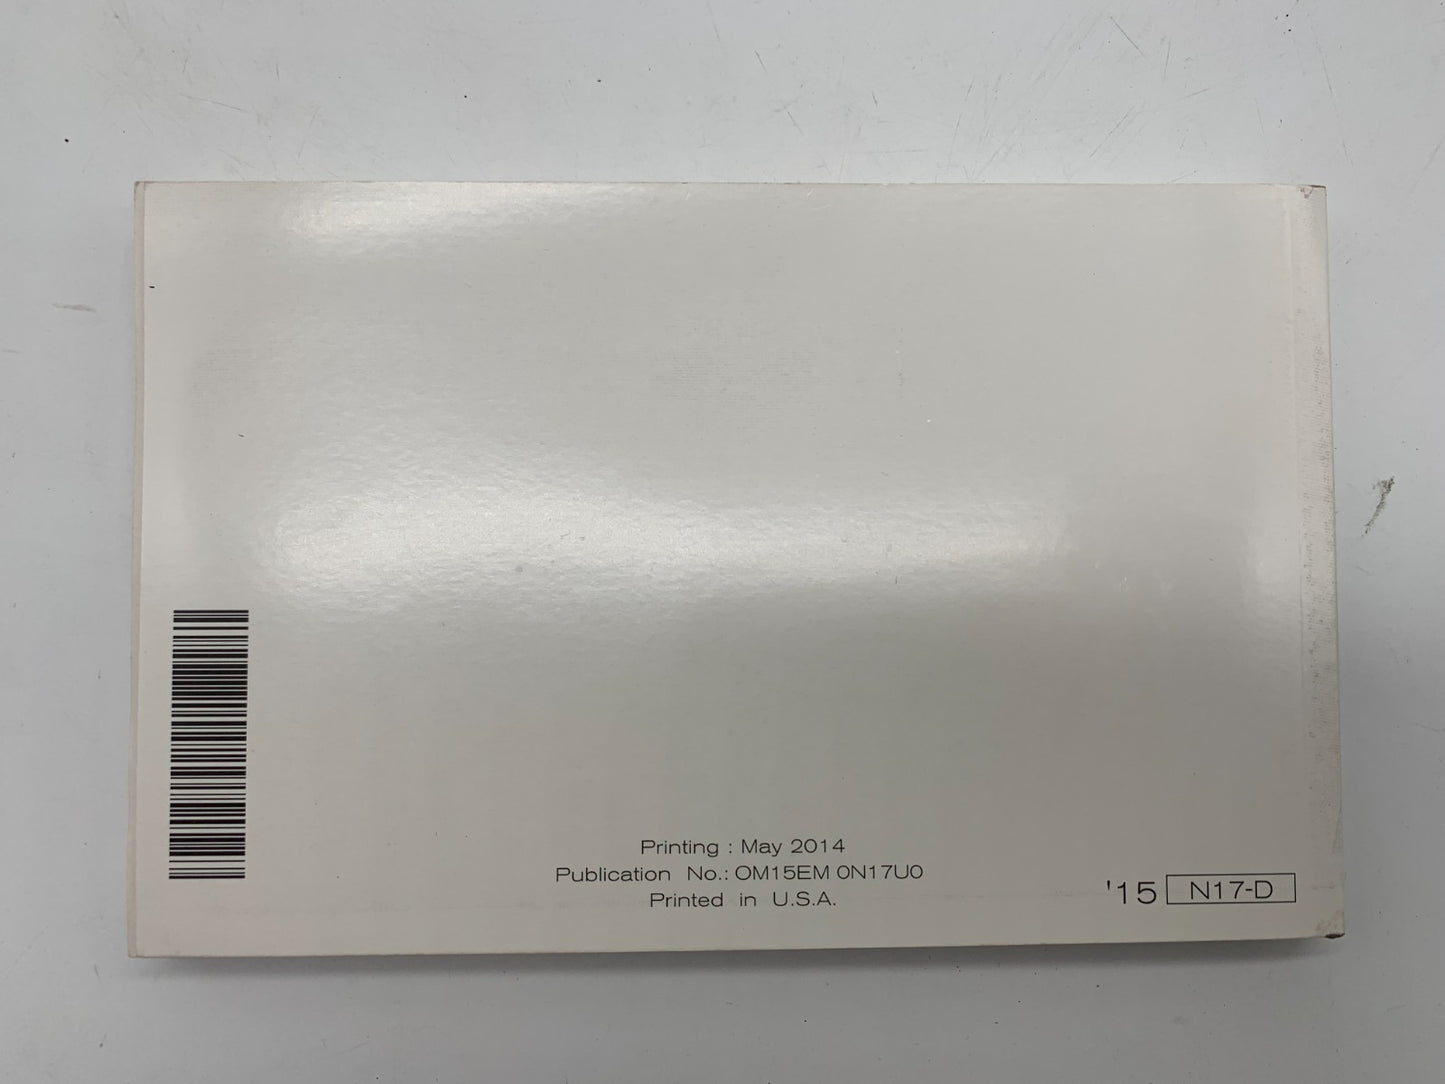 Printing : May 2014
Publication No.: OM15EM 0N17U0
Printed in U.S.A.
'15 N17-D